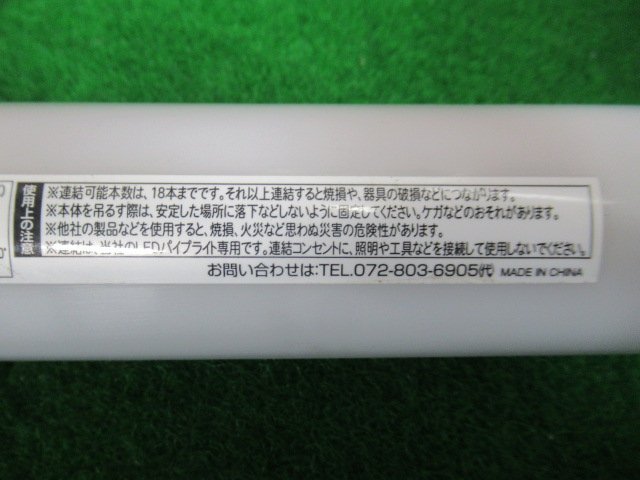 使用上の注意
※連結可能本数は、18本までです。それ以上連結すると焼損や、器具の破損などにつながります。
※本体を吊るす際は、安定した場所に落下などしないように固定してください。ケガなどのおそれがあります。
※他社の製品などを使用すると、焼損、火災など思わぬ災害の危険性があります。
※連結は、当社のLEDパイプライト専用です。連結コンセントに、照明や工具などを接続して使用しないでください。
お問い合わせは:TEL.072-803-6905代 MADE IN CHINA